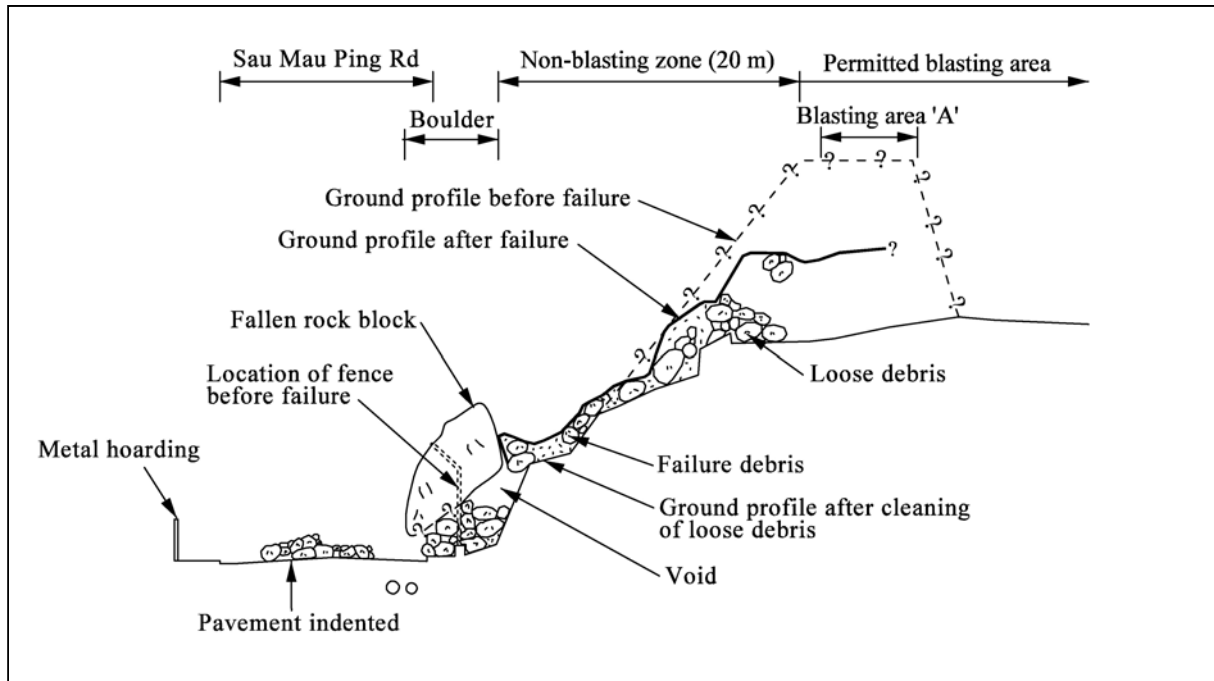 Sau Mau Ping Rd
Non-blasting zone (20 m)
Permitted blasting area
Boulder
Blasting area 'A'
? ? ? ? ? ? ? ? ? ? ? ?
Ground profile before failure
Ground profile after failure
?
Fallen rock block
Location of fence
before failure
Loose debris
Metal hoarding
Failure debris
Ground profile after cleaning
of loose debris
Void
Pavement indented